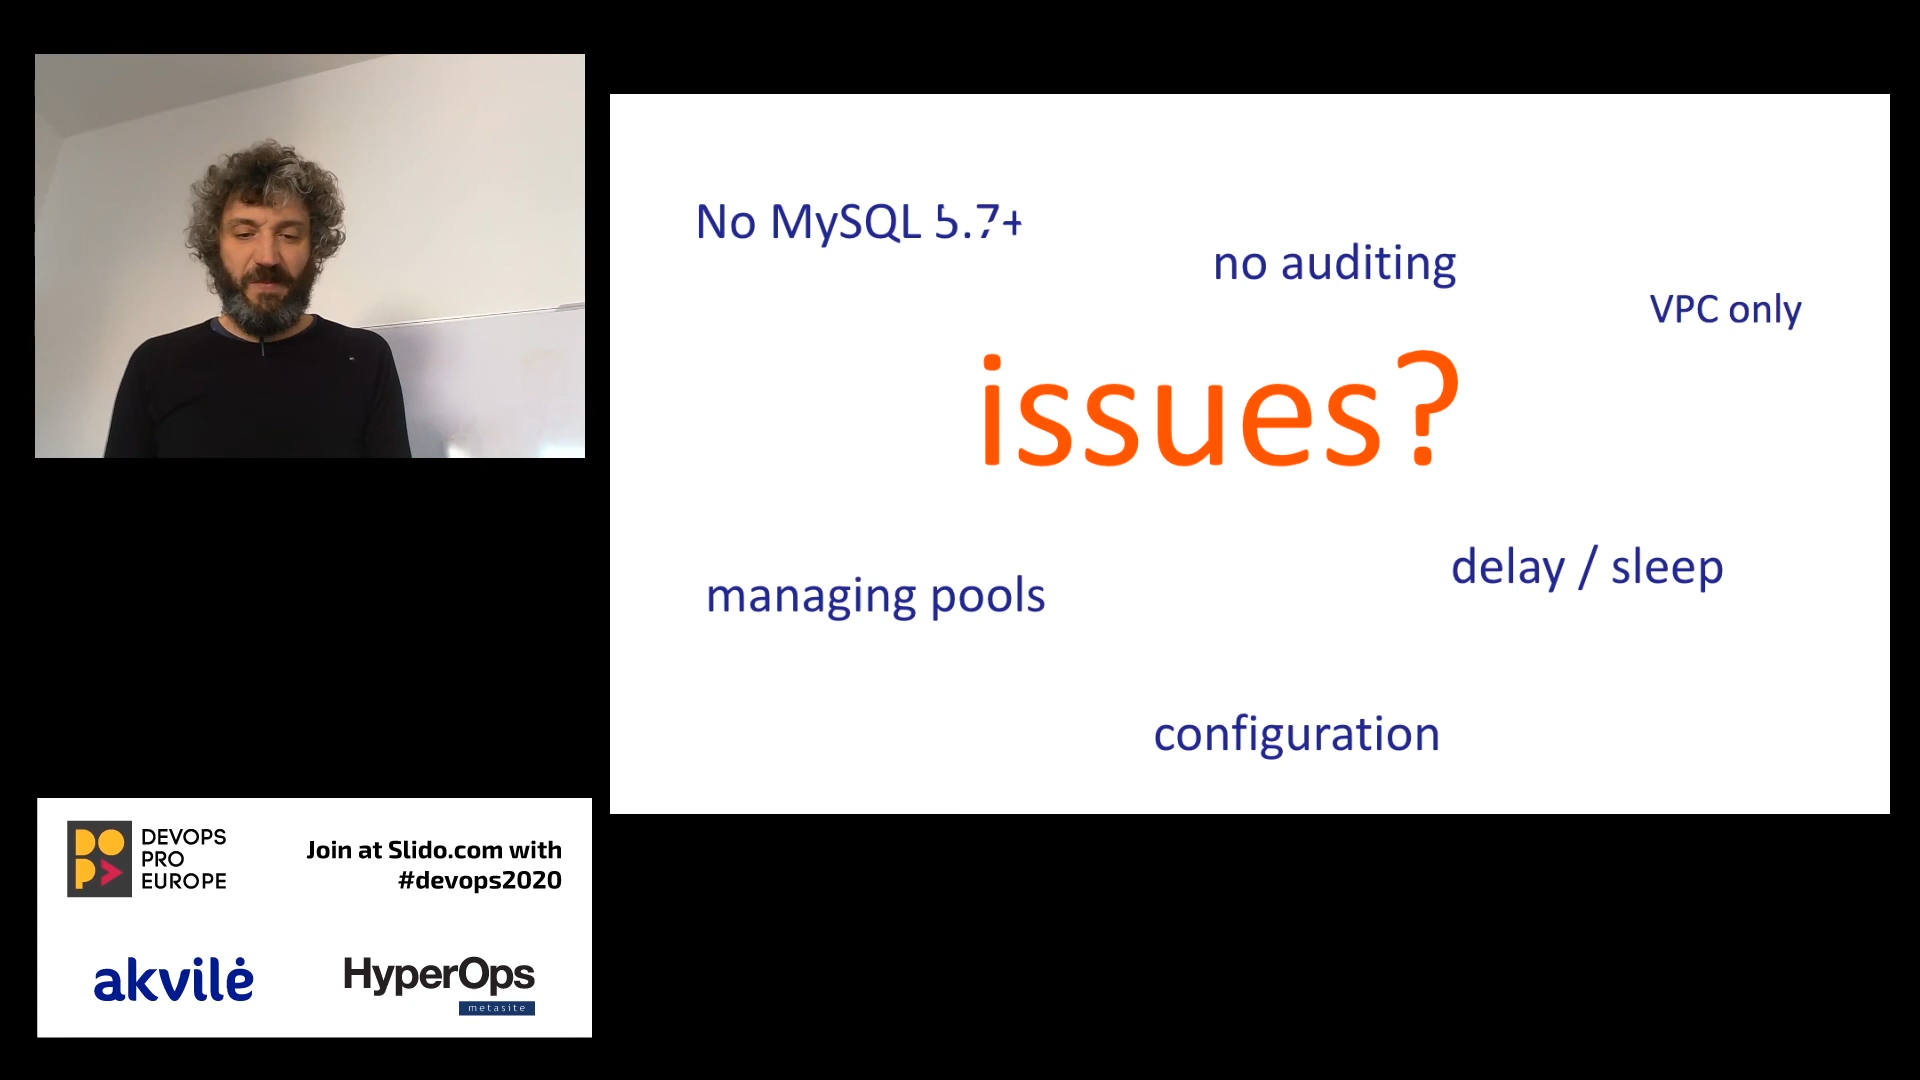 No MySQL 5.7+
no auditing
VPC only
issues?
delay / sleep
managing pools
configuration
DEVOPS
PRO
EUROPE
Join at Slido.com with
#devops2020
akvilė
HyperOps
metasite